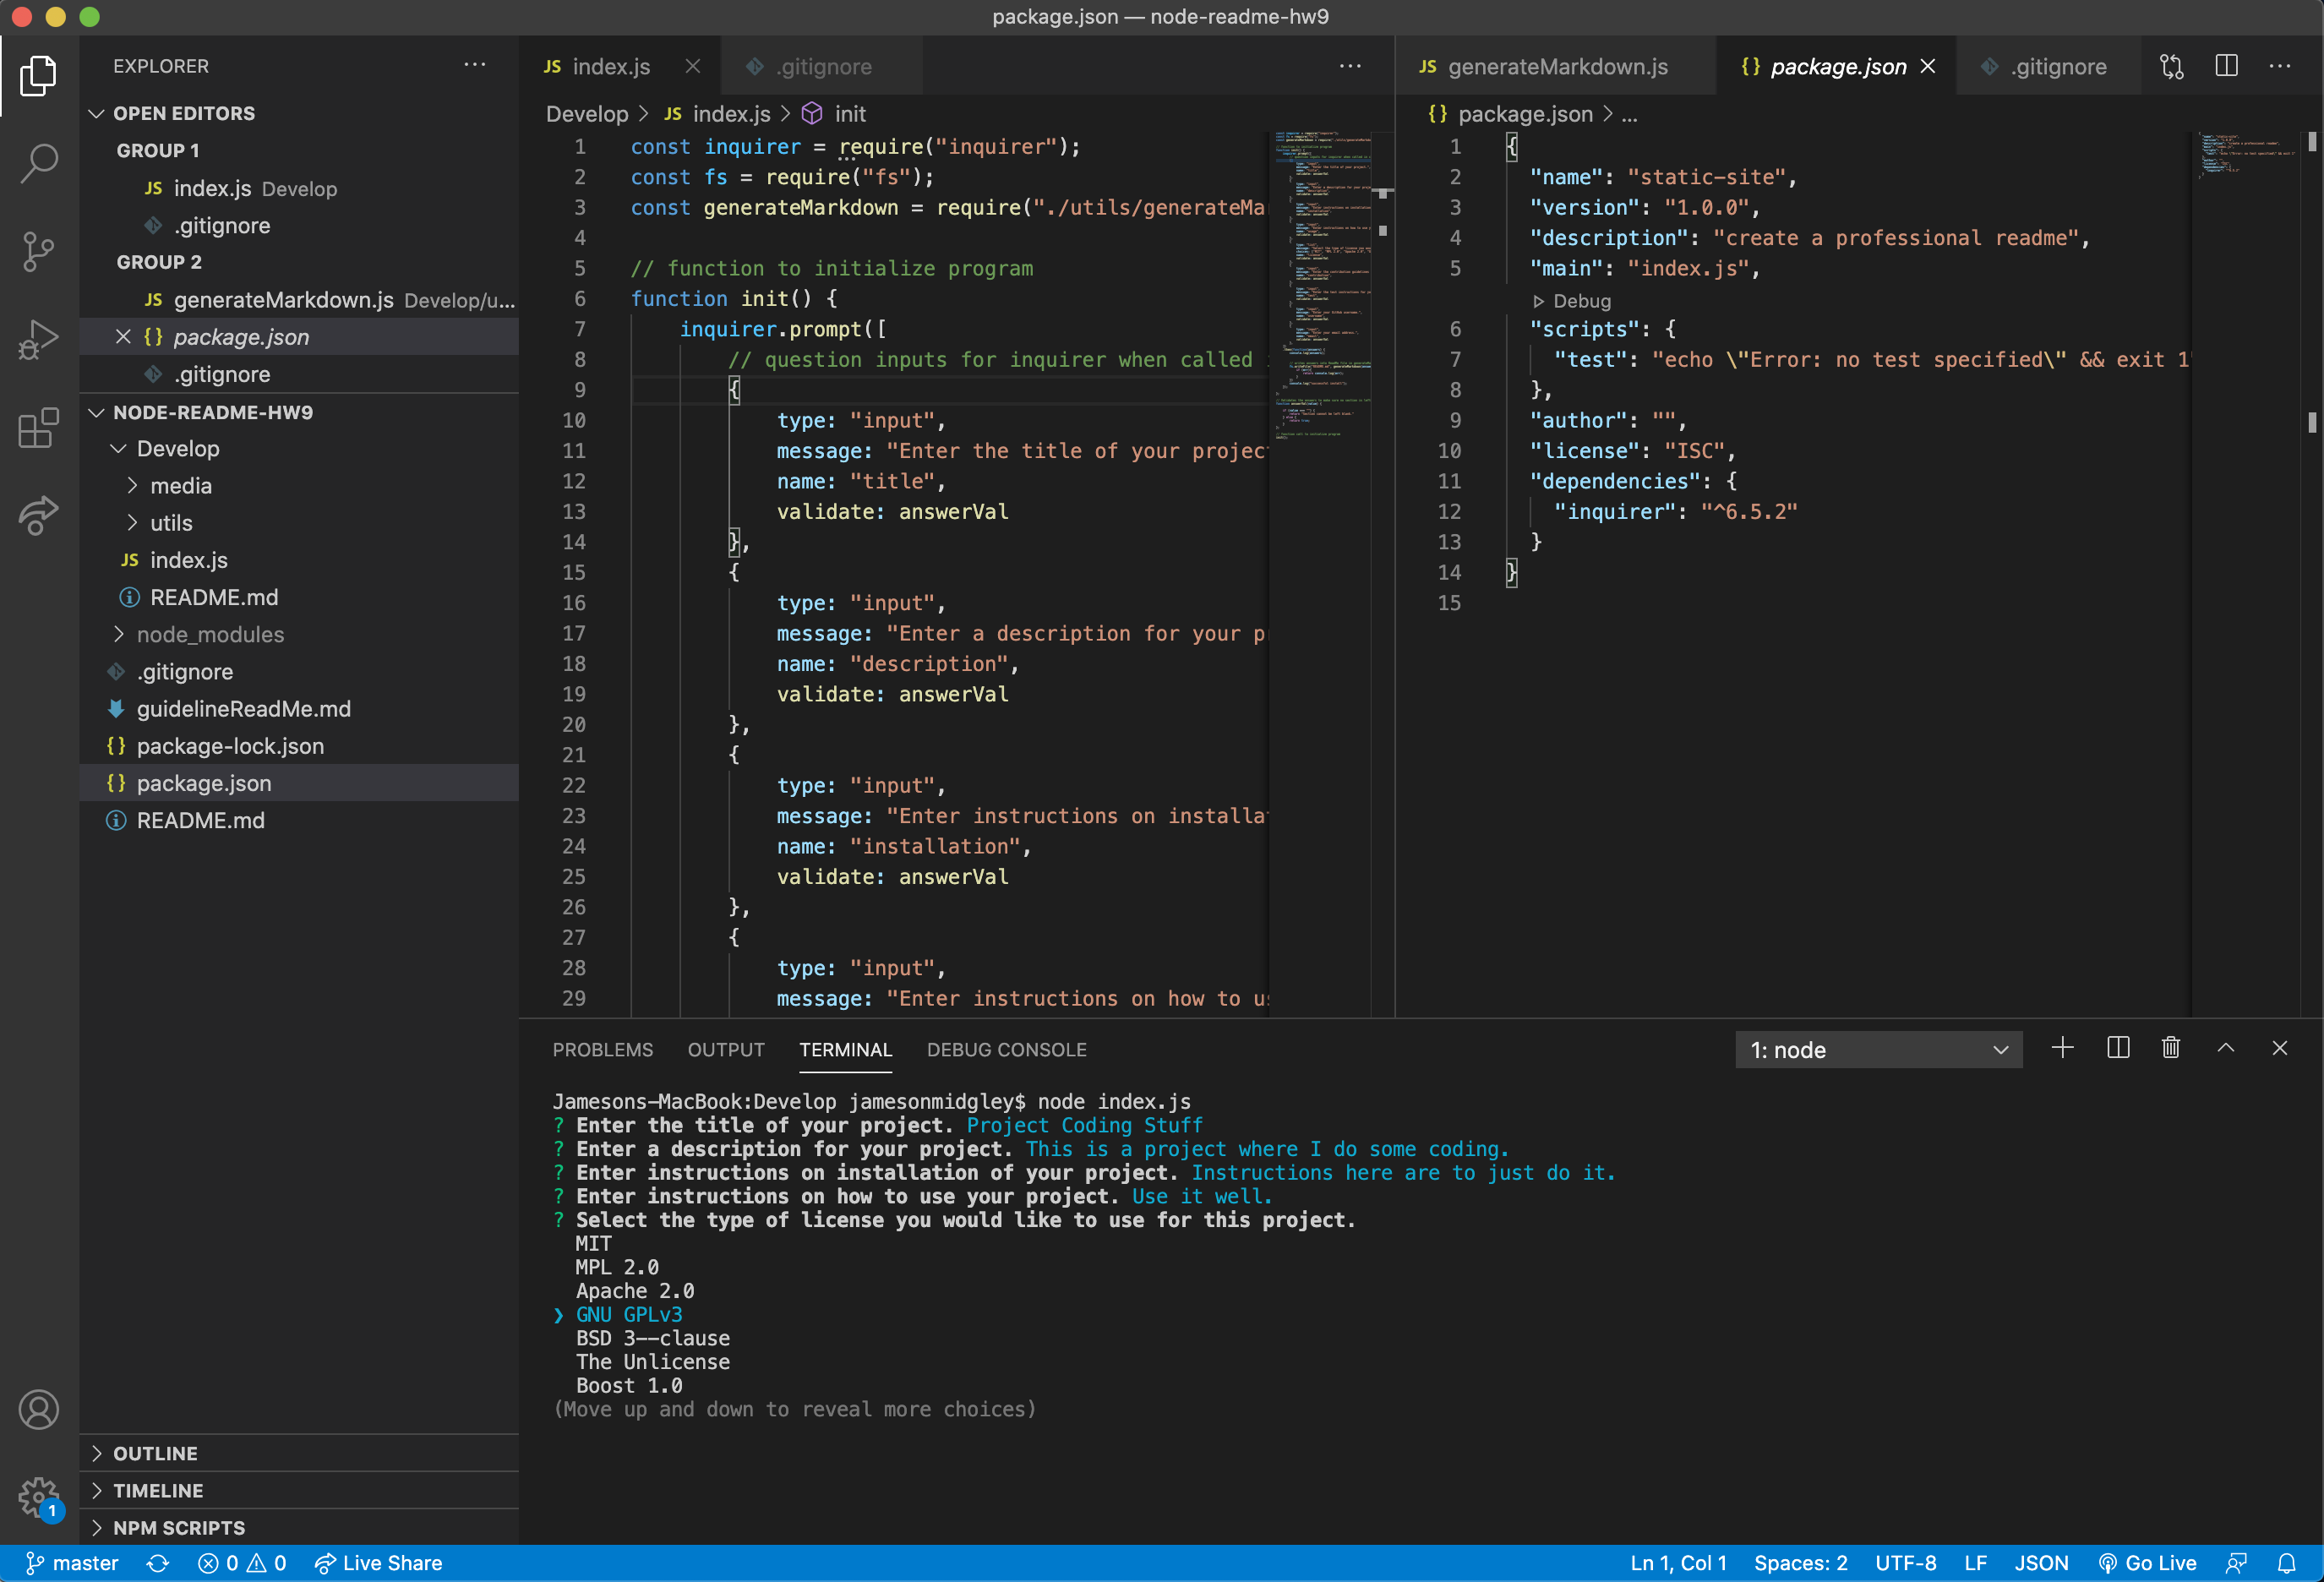 package.json — node-readme-hw9
EXPLORER
OPEN EDITORS
GROUP 1
JS index.js Develop
.gitignore
GROUP 2
JS generateMarkdown.js Develop/u...
{} package.json
.gitignore
NODE-README-HW9
Develop
media
utils
JS index.js
README.md
node_modules
.gitignore
guidelineReadMe.md
{} package-lock.json
{} package.json
README.md
OUTLINE
TIMELINE
NPM SCRIPTS
JS index.js
.gitignore
Develop > JS index.js > init
1 const inquirer = require("inquirer");
2 const fs = require("fs");
3 const generateMarkdown = require("./utils/generateMa
4
5 // function to initialize program
6 function init() {
7 inquirer.prompt([
8 // question inputs for inquirer when called
9 {
10 type: "input",
11 message: "Enter the title of your projec
12 name: "title",
13 validate: answerVal
14 },
15 {
16 type: "input",
17 message: "Enter a description for your p
18 name: "description",
19 validate: answerVal
20 },
21 {
22 type: "input",
23 message: "Enter instructions on installa
24 name: "installation",
25 validate: answerVal
26 },
27 {
28 type: "input",
29 message: "Enter instructions on how to u
JS generateMarkdown.js
{} package.json
.gitignore
{} package.json > ...
1 {
2 "name": "static-site",
3 "version": "1.0.0",
4 "description": "create a professional readme",
5 "main": "index.js",
Debug
6 "scripts": {
7 "test": "echo \"Error: no test specified\" && exit 1"
8 },
9 "author": "",
10 "license": "ISC",
11 "dependencies": {
12 "inquirer": "^6.5.2"
13 }
14 }
15
PROBLEMS OUTPUT TERMINAL DEBUG CONSOLE
1: node
Jamesons-MacBook:Develop jamesonmidgley$ node index.js
? Enter the title of your project. Project Coding Stuff
? Enter a description for your project. This is a project where I do some coding.
? Enter instructions on installation of your project. Instructions here are to just do it.
? Enter instructions on how to use your project. Use it well.
? Select the type of license you would like to use for this project.
MIT
MPL 2.0
Apache 2.0
❯ GNU GPLv3
BSD 3--clause
The Unlicense
Boost 1.0
(Move up and down to reveal more choices)
1
master 0 0 Live Share
Ln 1, Col 1 Spaces: 2 UTF-8 LF JSON Go Live